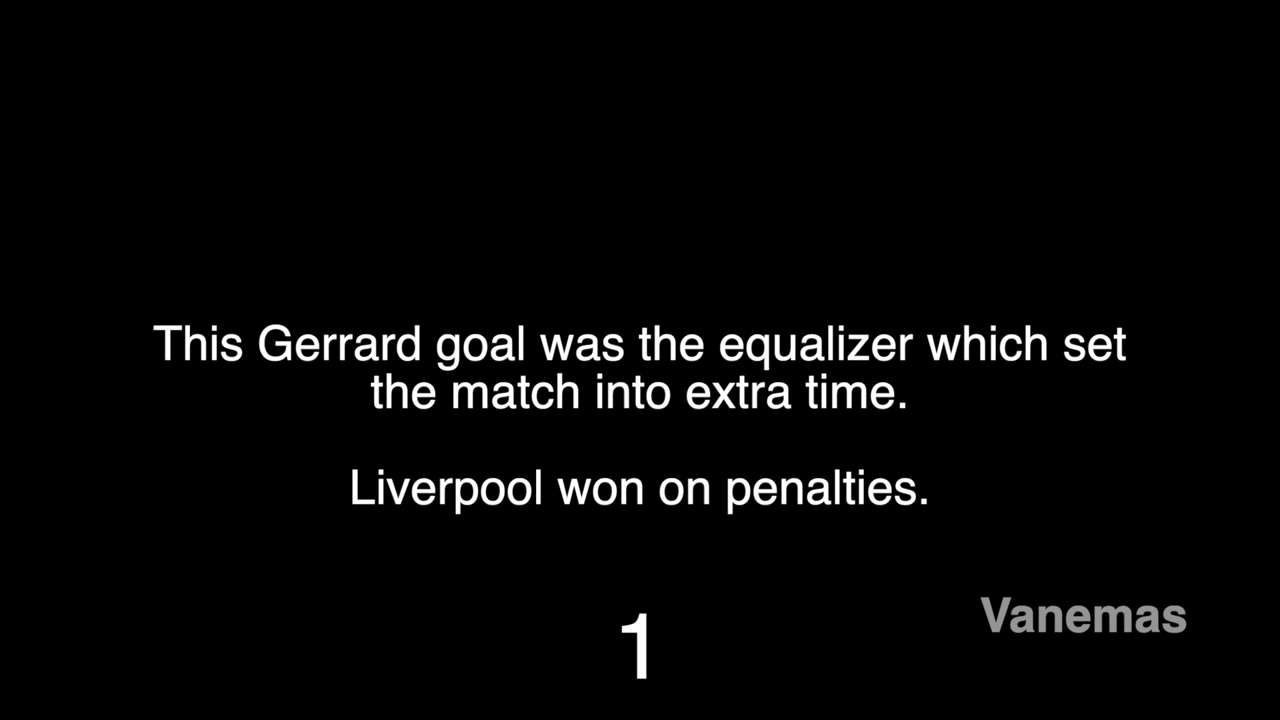 This Gerrard goal was the equalizer which set
the match into extra time.
Liverpool won on penalties.
1
Vanemas